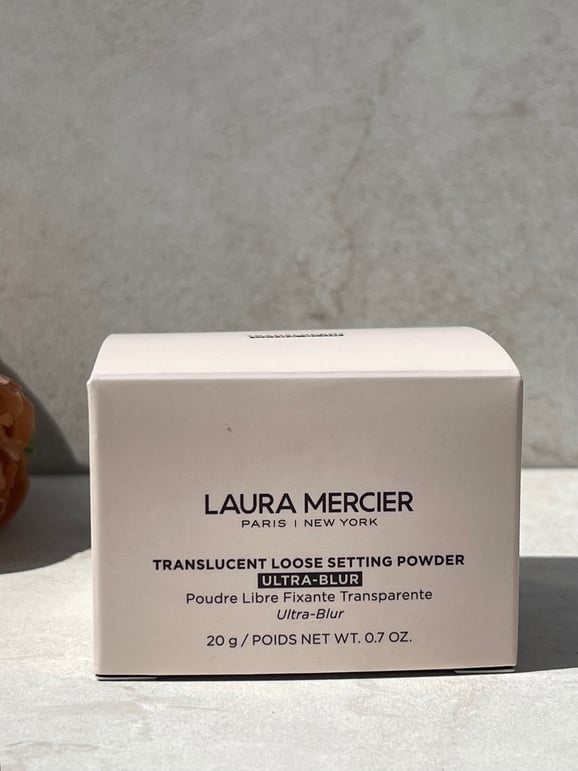 LAURA MERCIER
PARIS | NEW YORK
TRANSLUCENT LOOSE SETTING POWDER
ULTRA-BLUR
Poudre Libre Fixante Transparente
Ultra-Blur
20 g / POIDS NET WT. 0.7 OZ.